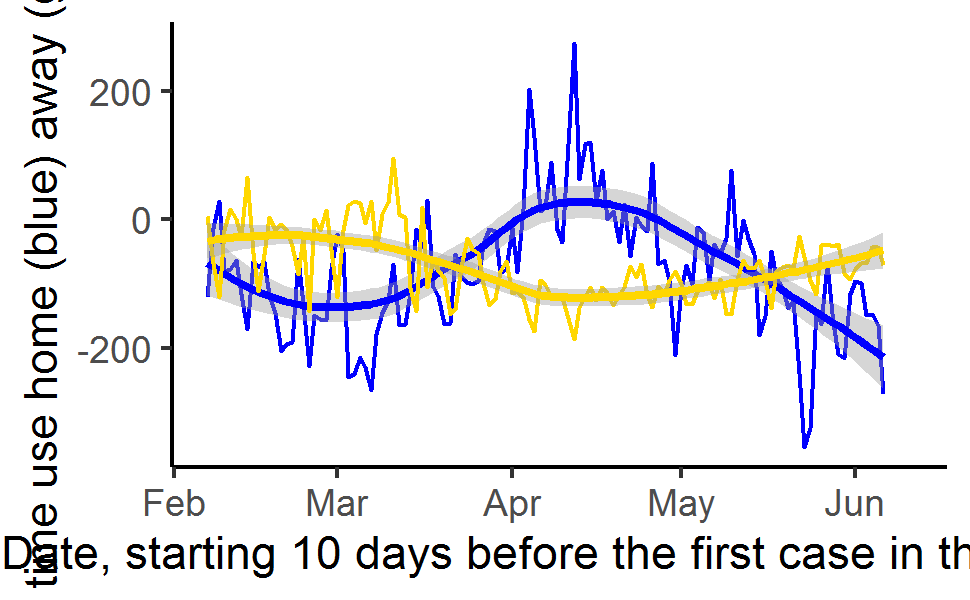 time use home (blue) away (
200
0
-200
Feb Mar Apr May Jun
Date, starting 10 days before the first case in th